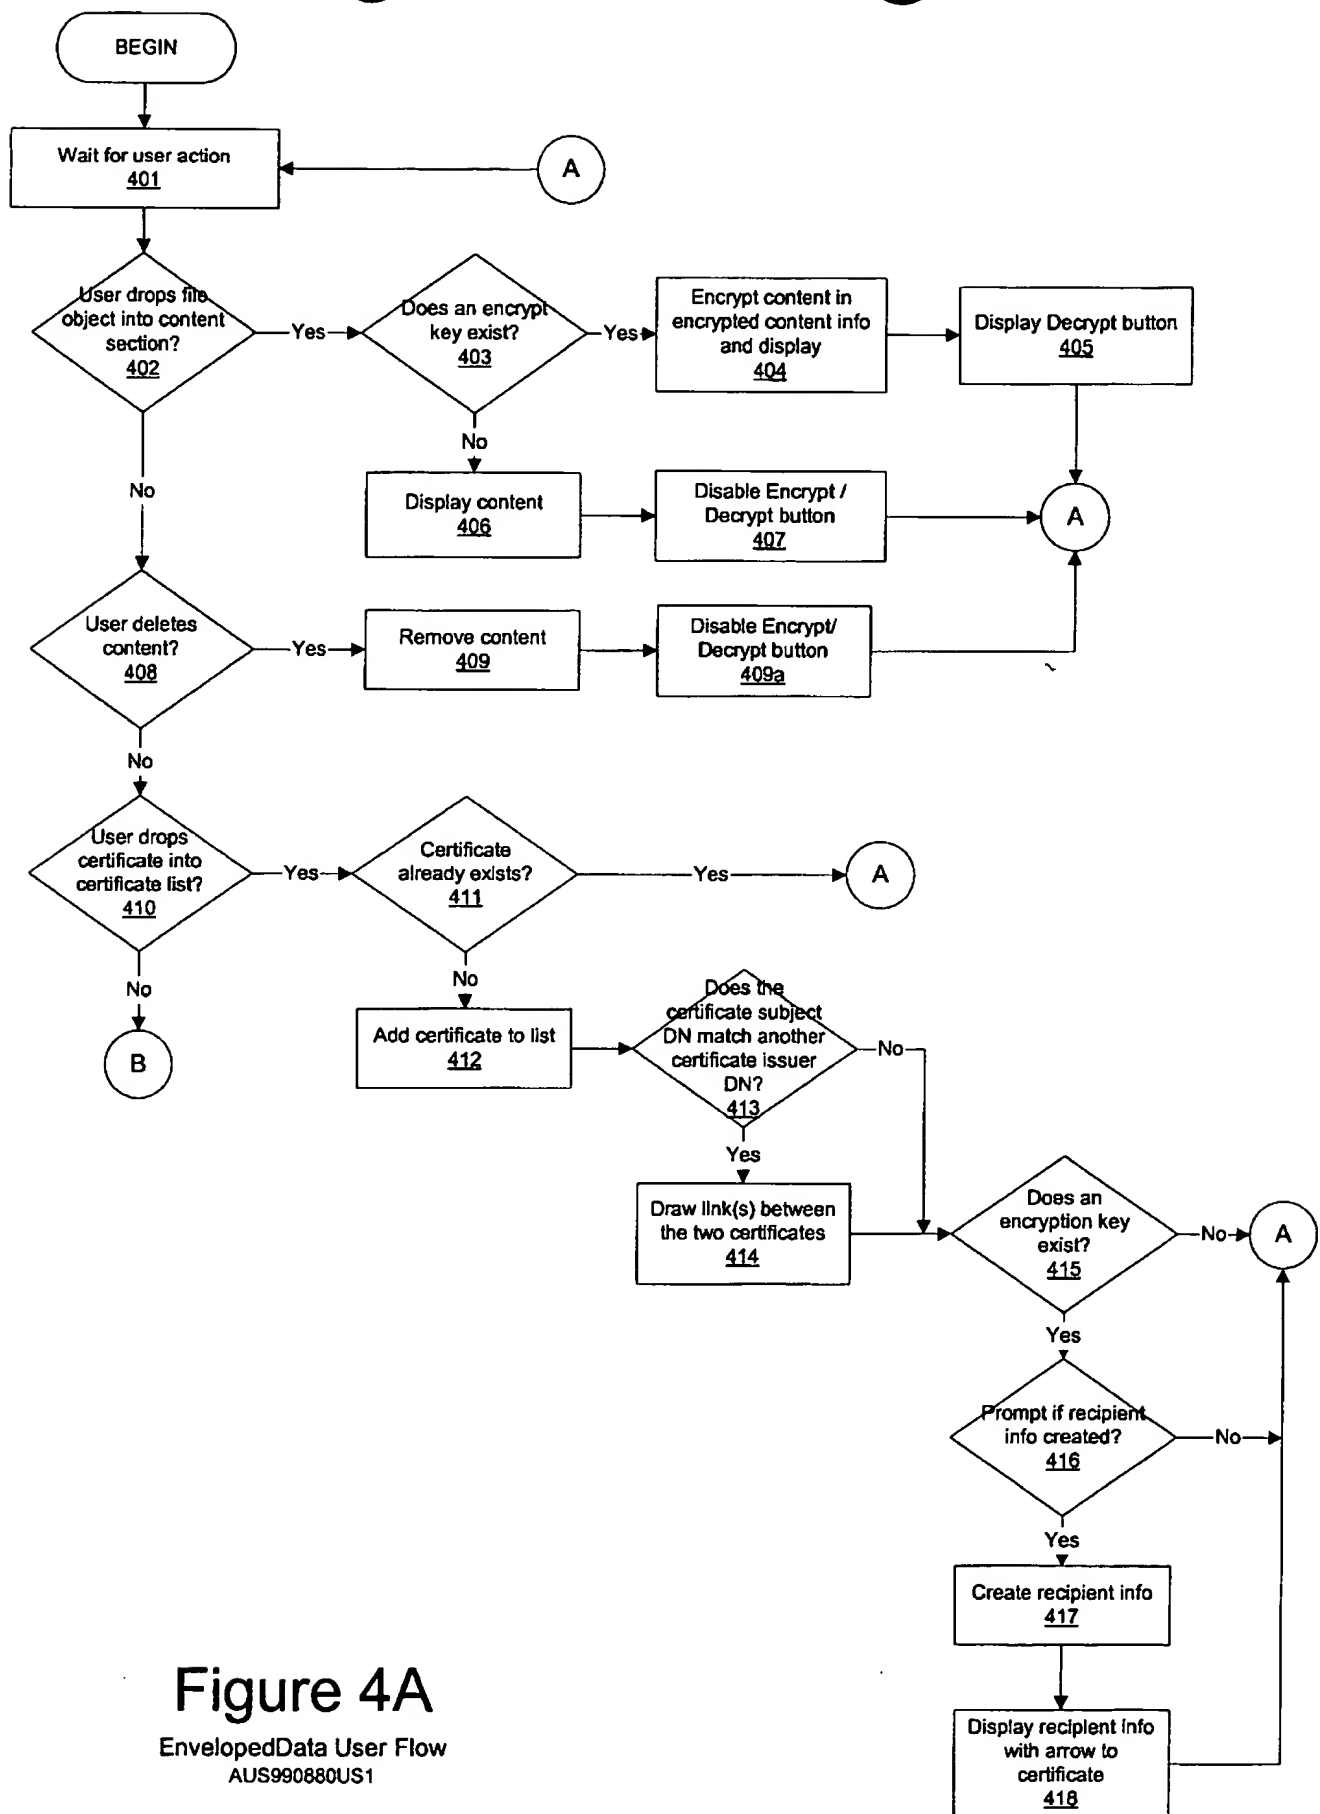 BEGIN
Wait for user action
401
A
User drops file
object into content
section?
402
Yes
Does an encrypt
key exist?
403
Yes
Encrypt content in
encrypted content info
and display
404
Display Decrypt button
405
No
No
Display content
406
Disable Encrypt /
Decrypt button
407
A
User deletes
content?
408
Yes
Remove content
409
Disable Encrypt/
Decrypt button
409a
No
User drops
certificate into
certificate list?
410
Yes
Certificate
already exists?
411
Yes
A
No
B
No
Add certificate to list
412
Does the
certificate subject
DN match another
certificate issuer
DN?
413
No
Yes
Draw link(s) between
the two certificates
414
Does an
encryption key
exist?
415
No
A
Yes
Prompt if recipient
info created?
416
No
Yes
Create recipient info
417
Display recipient info
with arrow to
certificate
418
Figure 4A
EnvelopedData User Flow
AUS990880US1